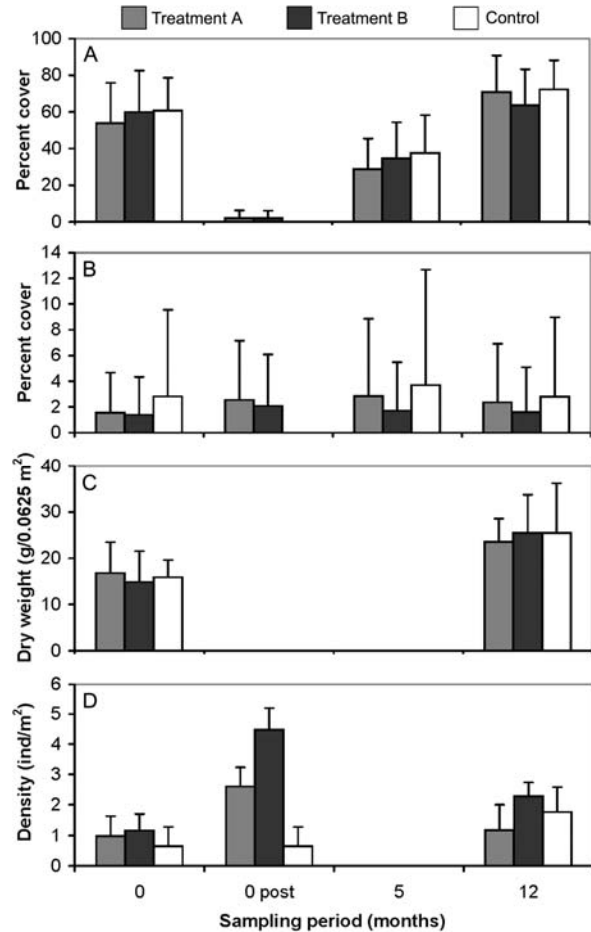 Treatment A Treatment B Control
A
Percent cover
100
80
60
40
20
0
B
Percent cover
14
12
10
8
6
4
2
0
C
Dry weight (g/0.0625 m²)
40
30
20
10
0
D
Density (ind/m²)
6
5
4
3
2
1
0
0 0 post 5 12
Sampling period (months)